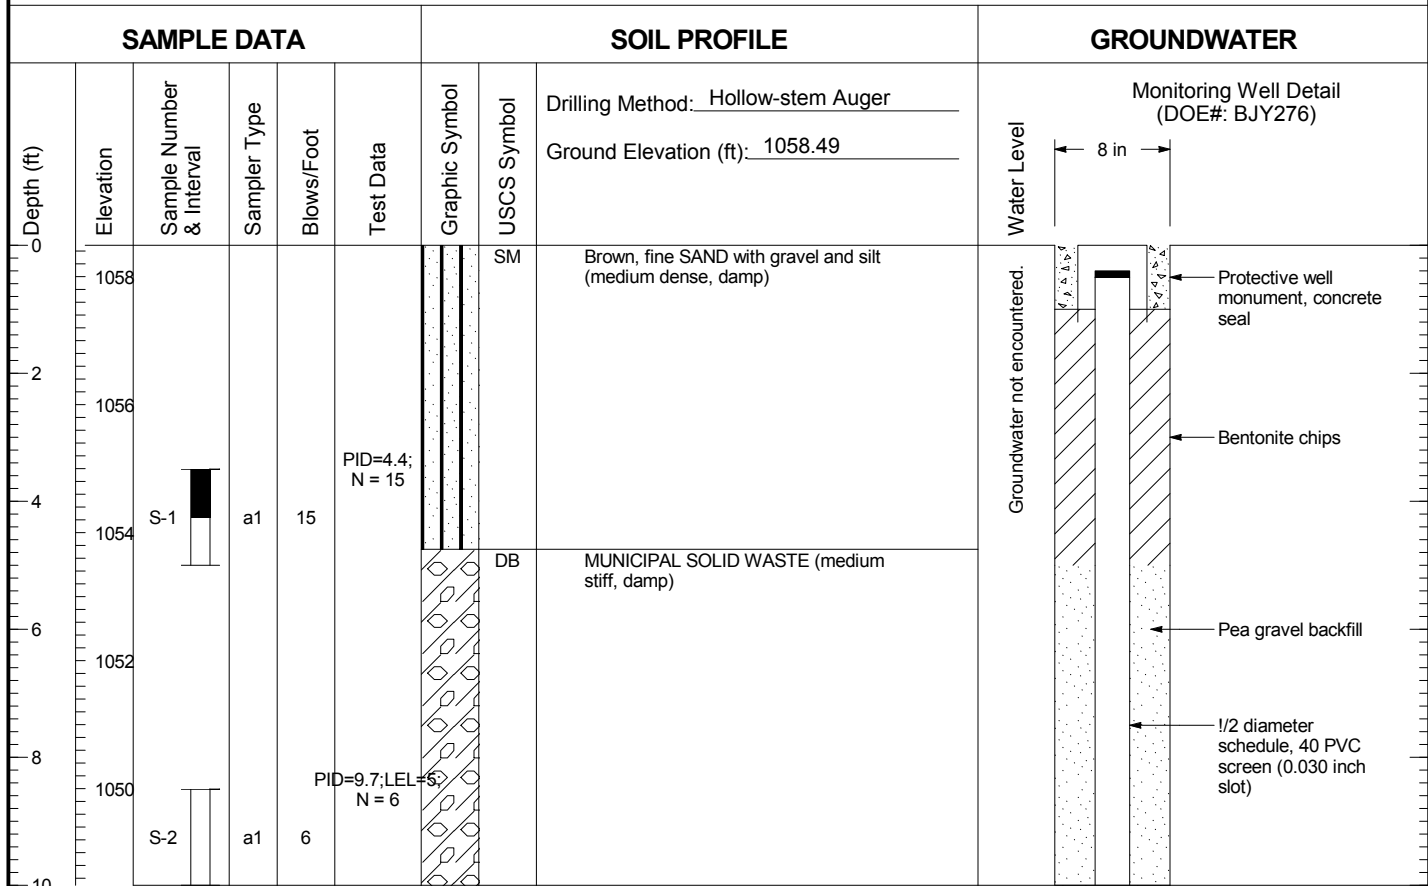 SAMPLE DATA
SOIL PROFILE
GROUNDWATER
Depth (ft)
Elevation
Sample Number
& Interval
Sampler Type
Blows/Foot
Test Data
Graphic Symbol
USCS Symbol
Drilling Method: Hollow-stem Auger
Ground Elevation (ft): 1058.49
Water Level
Monitoring Well Detail
(DOE#: BJY276)
8 in
0
2
4
6
8
10
1058
1056
1054
1052
1050
S-1
a1
15
PID=4.4;
N = 15
S-2
a1
6
PID=9.7;LEL=5;
N = 6
SM
Brown, fine SAND with gravel and silt
(medium dense, damp)
DB
MUNICIPAL SOLID WASTE (medium
stiff, damp)
Groundwater not encountered.
Protective well
monument, concrete
seal
Bentonite chips
Pea gravel backfill
!/2 diameter
schedule, 40 PVC
screen (0.030 inch
slot)